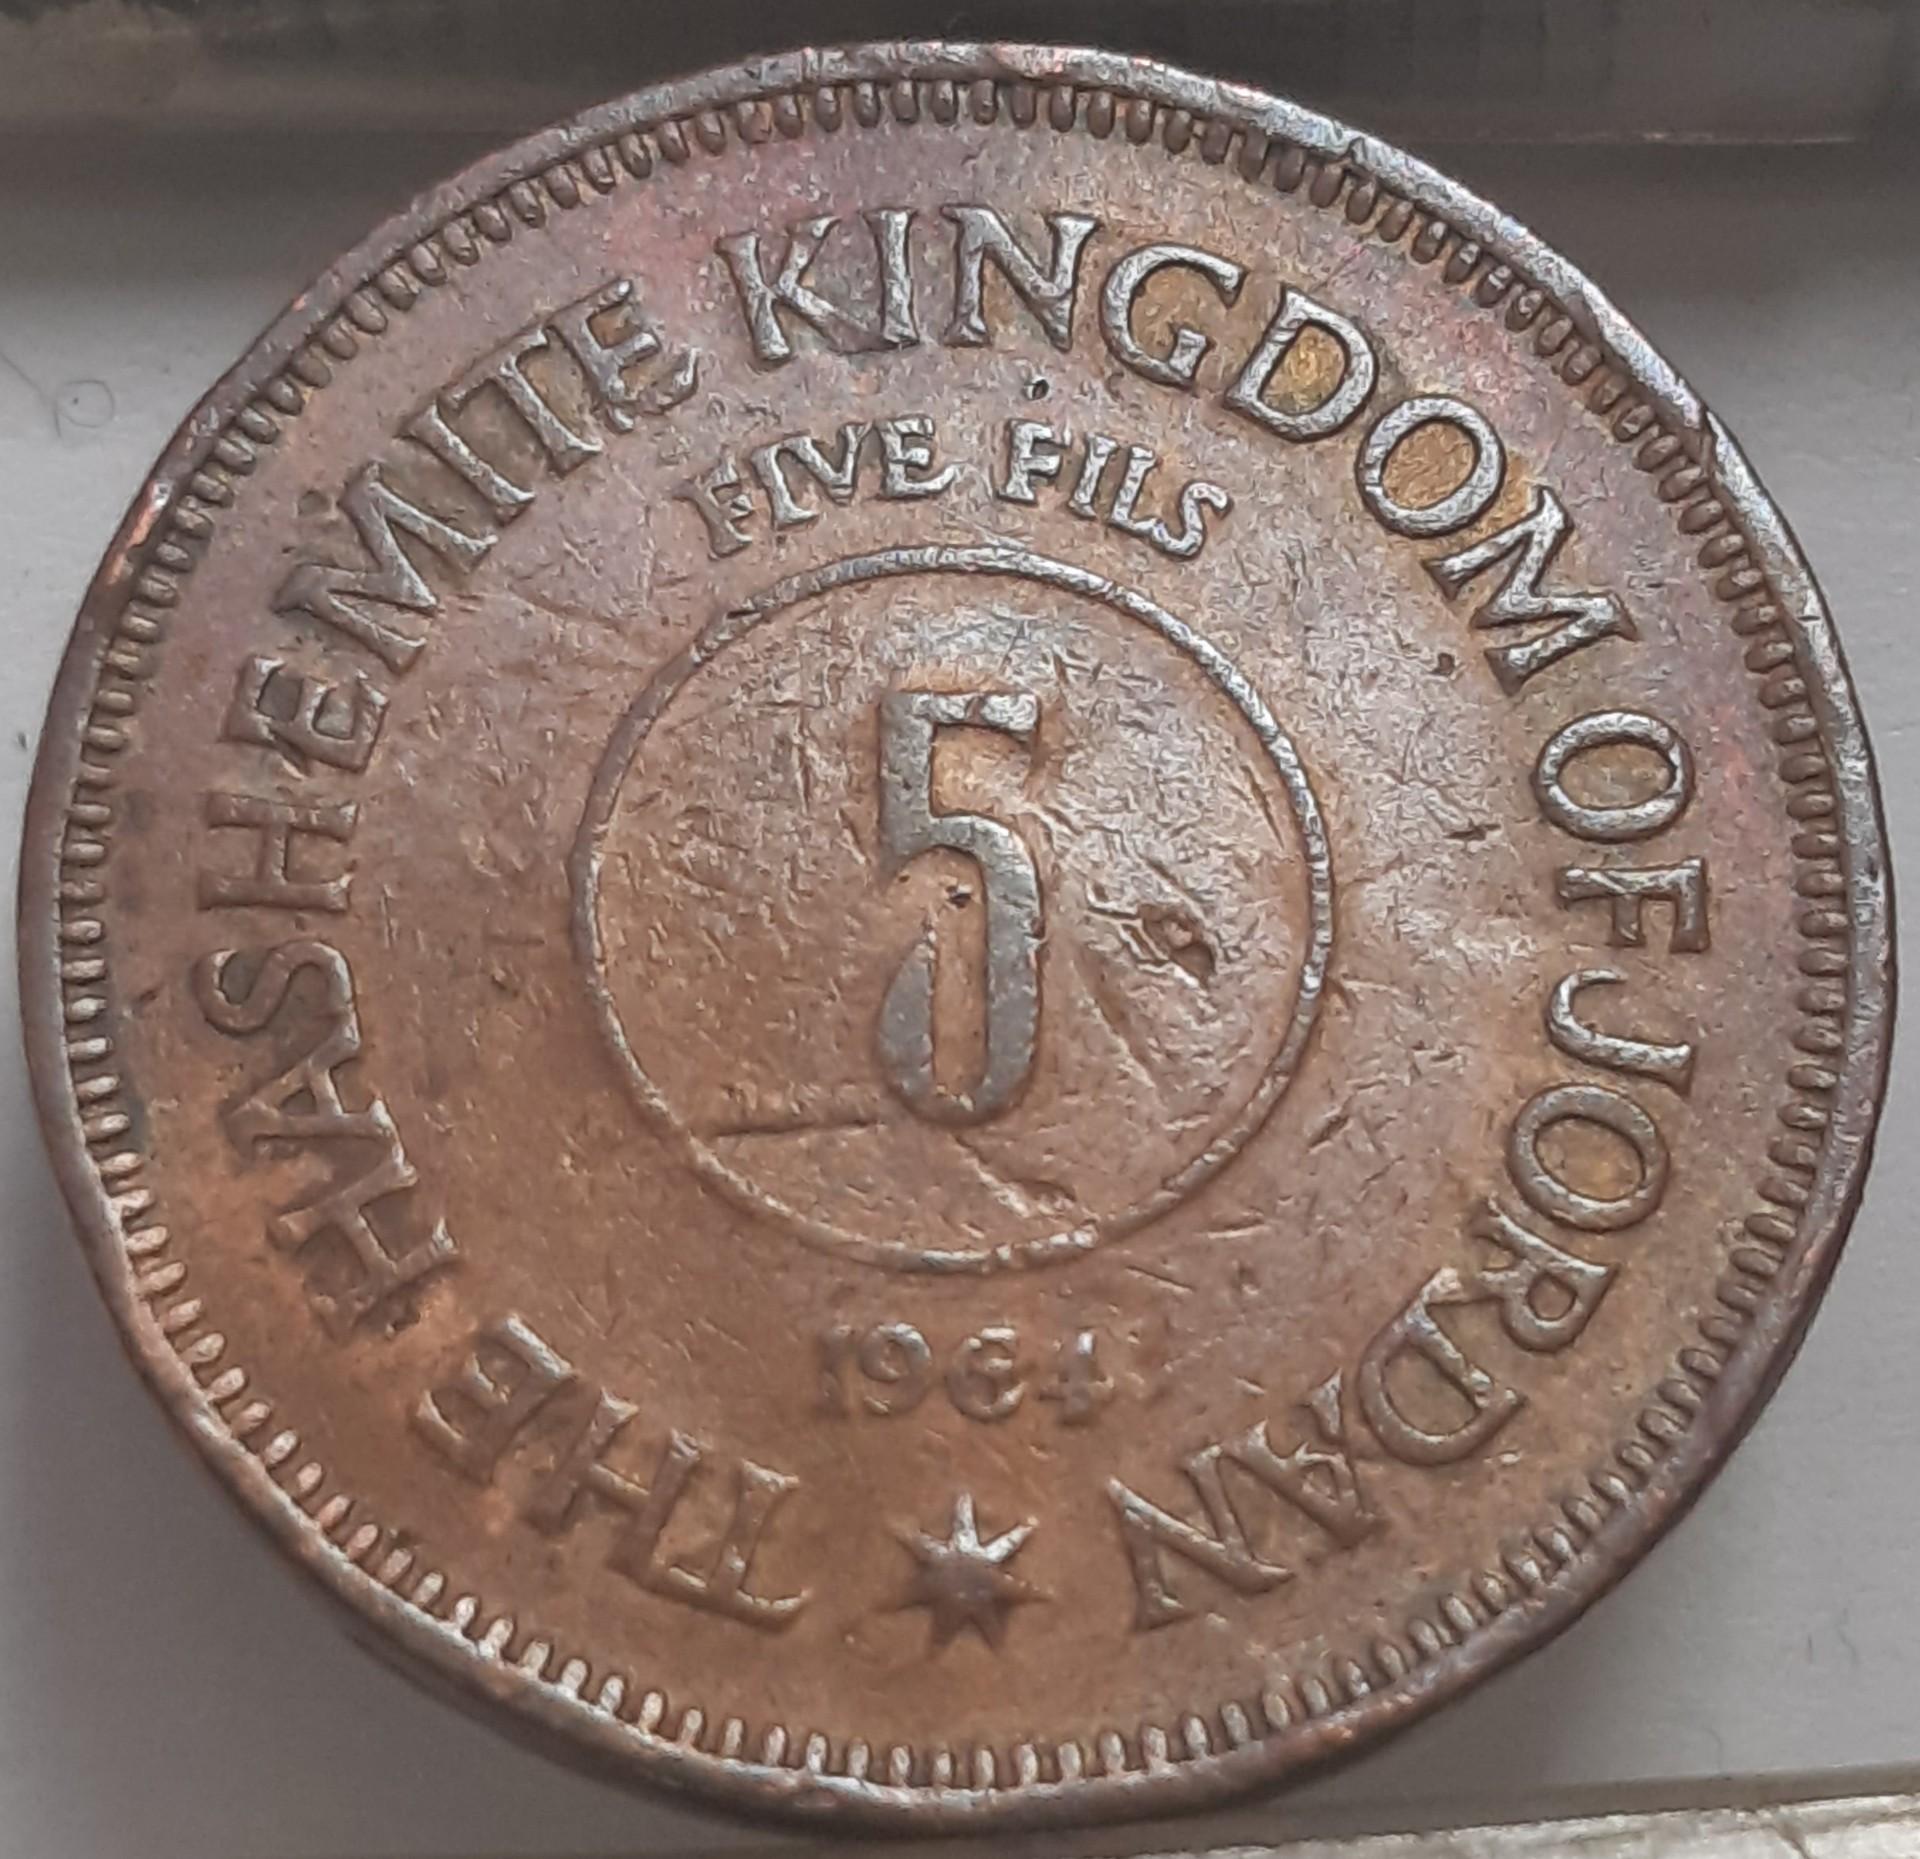 THE HASHEMITE KINGDOM OF JORDAN
FIVE FILS
5
1964